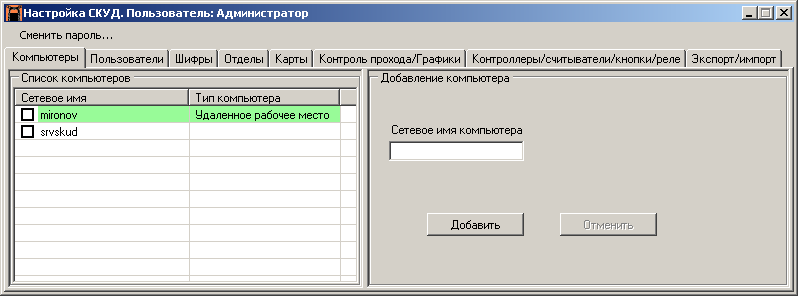 Настройка СКУД. Пользователь: Администратор
Сменить пароль...
Компьютеры Пользователи Шифры Отделы Карты Контроль прохода/Графики Контроллеры/считыватели/кнопки/реле Экспорт/импорт
Список компьютеров
Сетевое имя Тип компьютера
mironov Удаленное рабочее место
srvskud
Добавление компьютера
Сетевое имя компьютера
Добавить Отменить